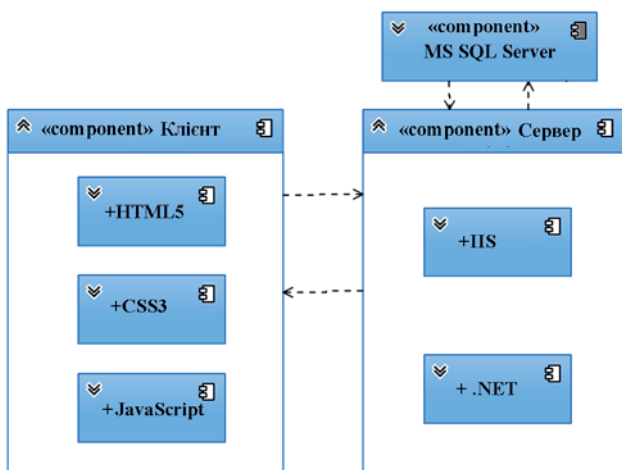 «component»
MS SQL Server
«component» Клієнт
+HTML5
+CSS3
+JavaScript
«component» Сервер
+IIS
+ .NET